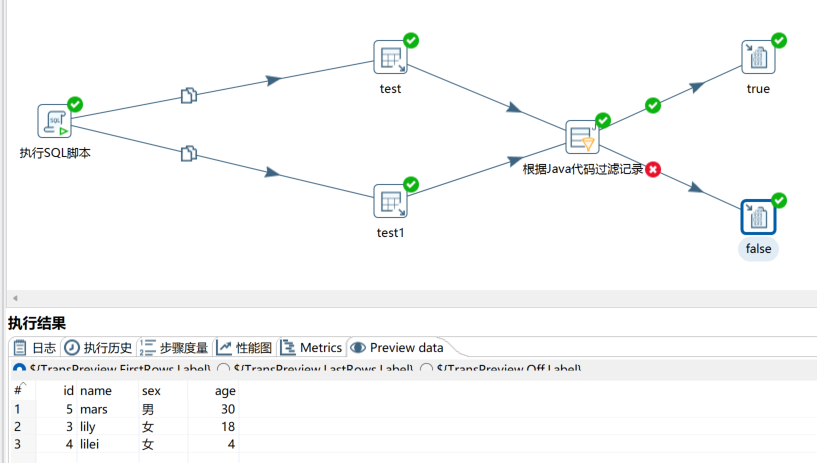 test
true
SQL
执行SQL脚本
根据Java代码过滤记录
test1
false
执行结果
日志 执行历史 步骤度量 性能图 Metrics Preview data
${TransPreview.FirstRows.Label} ${TransPreview.LastRows.Label} ${TransPreview.Off.Label}
# id name sex age
1 5 mars 男 30
2 3 lily 女 18
3 4 lilei 女 4